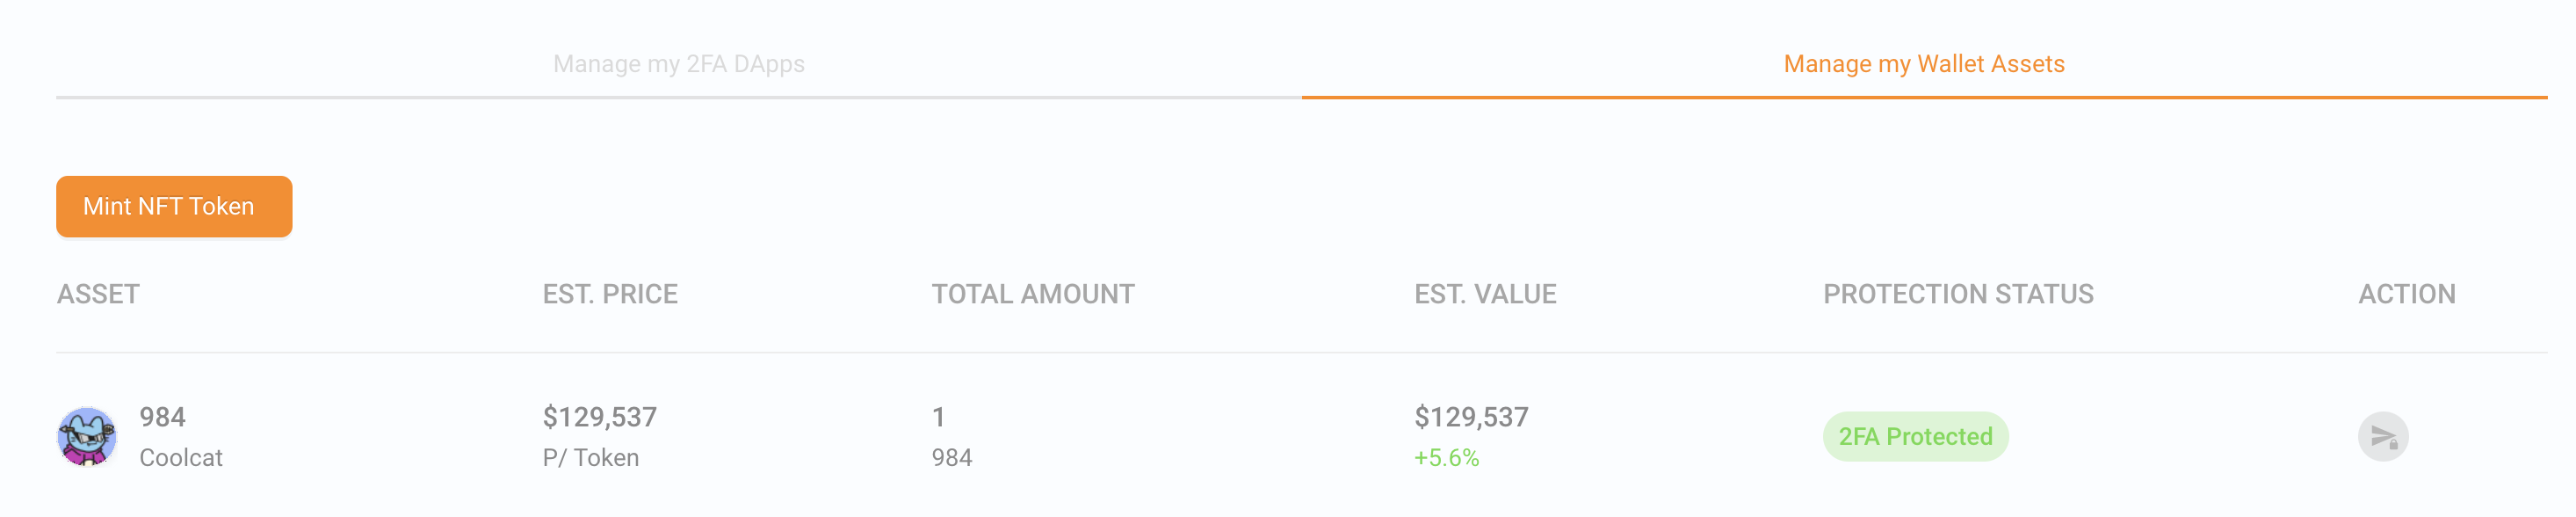 Manage my 2FA DApps
Manage my Wallet Assets
Mint NFT Token
ASSET
EST. PRICE
TOTAL AMOUNT
EST. VALUE
PROTECTION STATUS
ACTION
984
Coolcat
$129,537
P/ Token
1
984
$129,537
+5.6%
2FA Protected